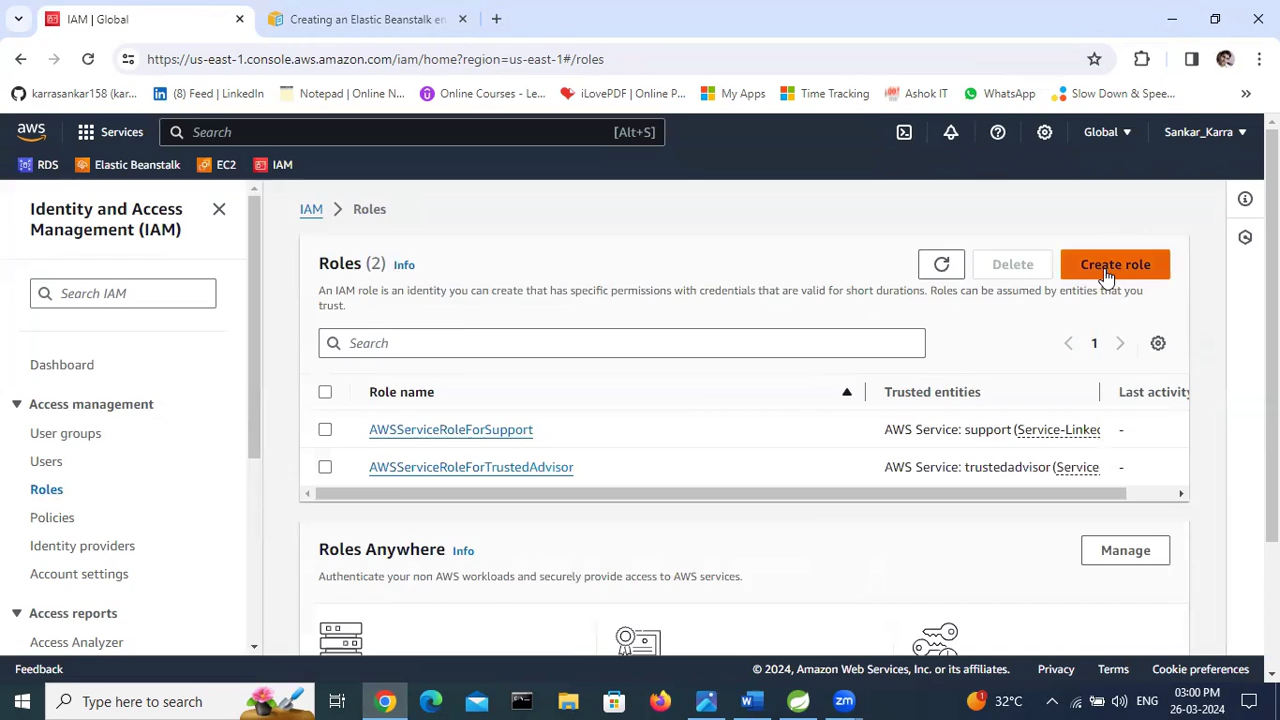 IAM | Global
Creating an Elastic Beanstalk en
https://us-east-1.console.aws.amazon.com/iam/home?region=us-east-1#/roles
karrasankar158 (kar...
(8) Feed | LinkedIn
Notepad | Online N...
Online Courses - Le...
iLovePDF | Online P...
My Apps
Time Tracking
Ashok IT
WhatsApp
Slow Down & Spee...
aws
Services
Search
[Alt+S]
Global
Sankar_Karra
RDS
Elastic Beanstalk
EC2
IAM
Identity and Access
Management (IAM)
Search IAM
Dashboard
Access management
User groups
Users
Roles
Policies
Identity providers
Account settings
Access reports
Access Analyzer
IAM > Roles
Roles (2) Info
Delete
Create role
An IAM role is an identity you can create that has specific permissions with credentials that are valid for short durations. Roles can be assumed by entities that you
trust.
Search
1
Role name
Trusted entities
Last activity
AWSServiceRoleForSupport
AWS Service: support (Service-Linked
-
AWSServiceRoleForTrustedAdvisor
AWS Service: trustedadvisor (Service
-
Roles Anywhere Info
Manage
Authenticate your non AWS workloads and securely provide access to AWS services.
Feedback
© 2024, Amazon Web Services, Inc. or its affiliates.
Privacy
Terms
Cookie preferences
Type here to search
zm
1
32°C
ENG
03:00 PM
26-03-2024